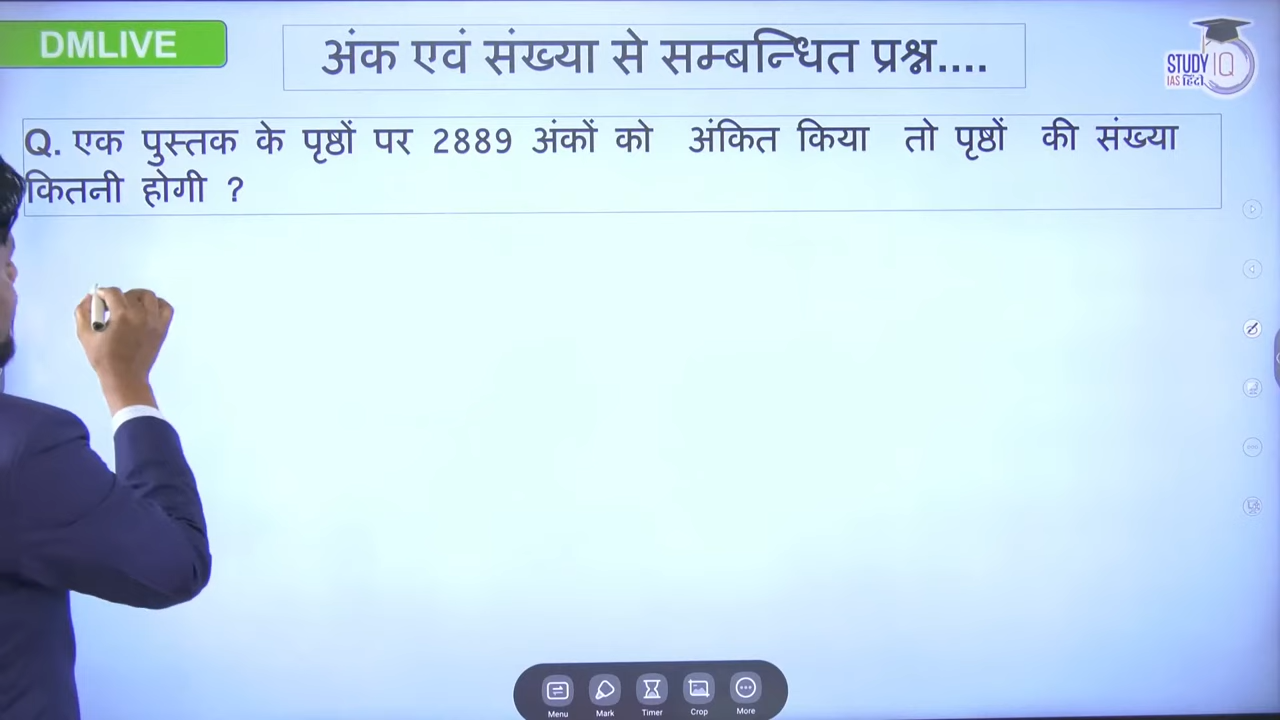 DMLIVE
अंक एवं संख्या से सम्बन्धित प्रश्न....
STUDY IQ
IAS हिंदी
Q. एक पुस्तक के पृष्ठों पर 2889 अंकों को अंकित किया तो पृष्ठों की संख्या
कितनी होगी ?
Menu Mark Timer Crop More